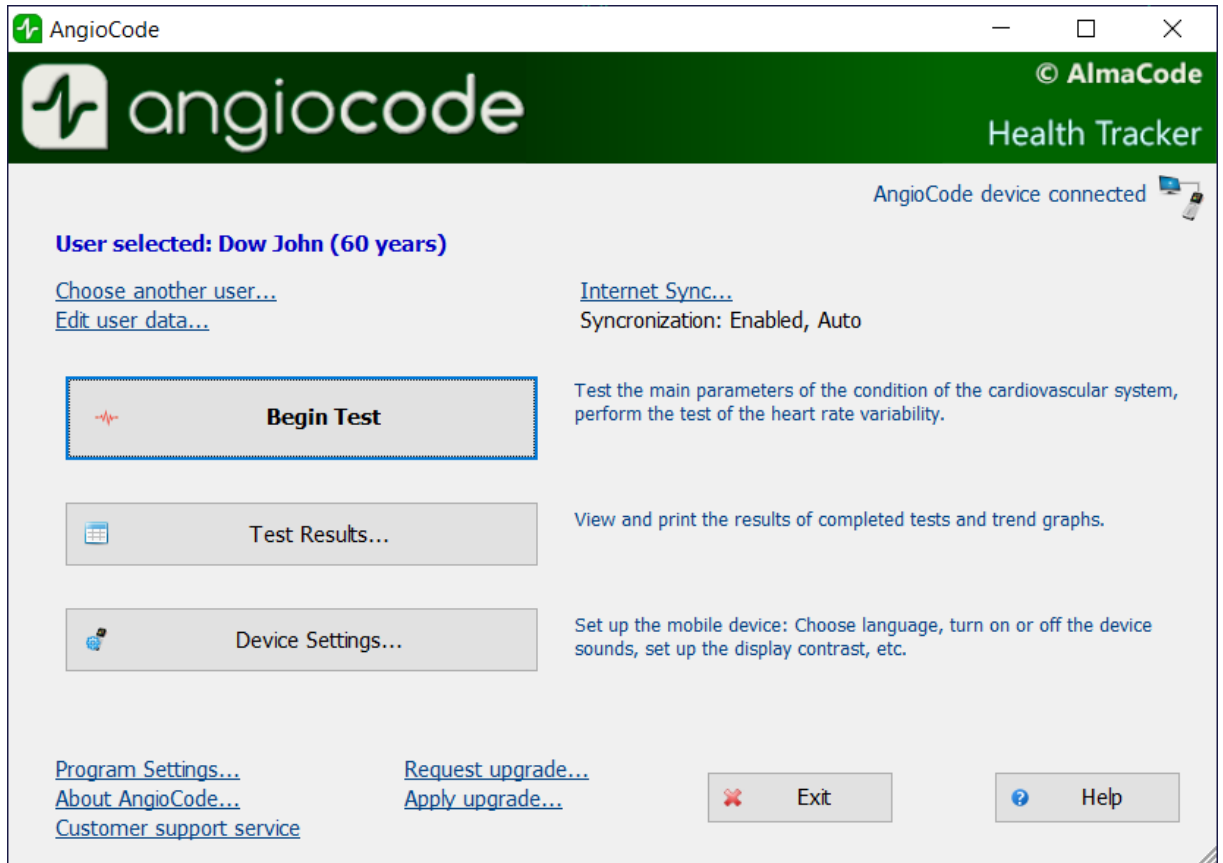 AngioCode
© AlmaCode
angiocode
Health Tracker
AngioCode device connected
User selected: Dow John (60 years)
Choose another user...
Internet Sync...
Edit user data...
Syncronization: Enabled, Auto
Begin Test
Test the main parameters of the condition of the cardiovascular system,
perform the test of the heart rate variability.
Test Results...
View and print the results of completed tests and trend graphs.
Device Settings...
Set up the mobile device: Choose language, turn on or off the device
sounds, set up the display contrast, etc.
Program Settings...
Request upgrade...
About AngioCode...
Apply upgrade...
Exit
Help
Customer support service